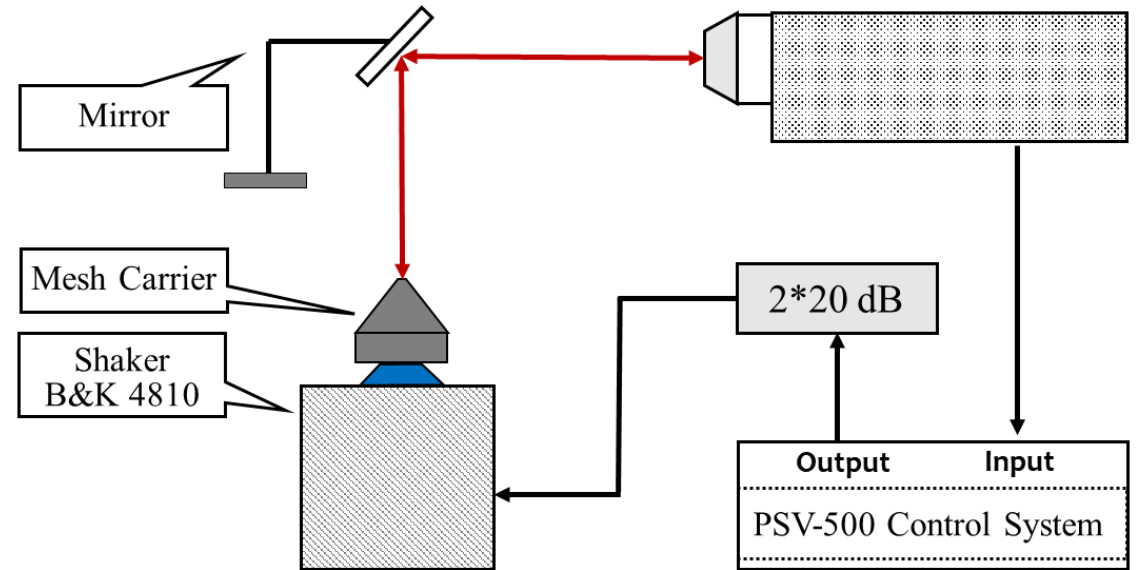 Mirror
Mesh Carrier
2*20 dB
Shaker
B&K 4810
Output
Input
PSV-500 Control System